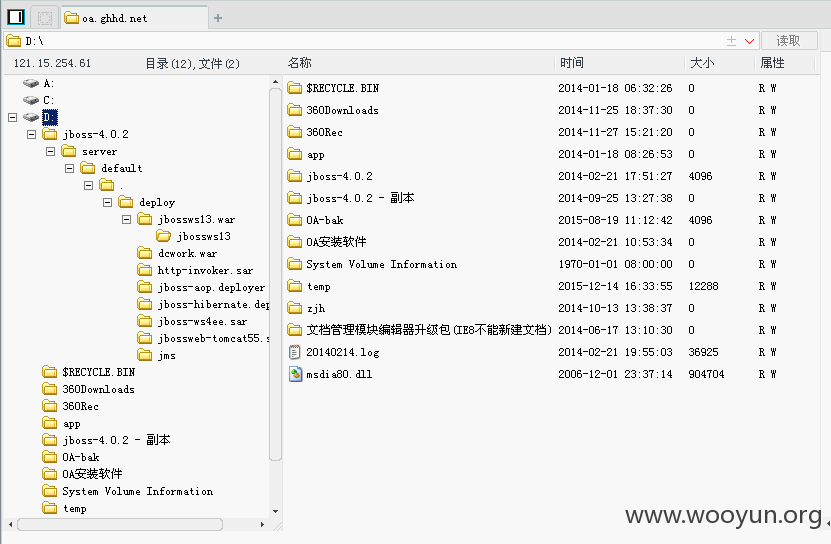 oa.ghhd.net
+
D:\
读取
121.15.254.61 目录(12),文件(2)
A:
C:
D:
jboss-4.0.2
server
default
.
deploy
jbossws13.war
jbossws13
dcwork.war
http-invoker.sar
jboss-aop.deployer
jboss-hibernate.dep
jboss-ws4ee.sar
jbossweb-tomcat55.s
jms
$RECYCLE.BIN
360Downloads
360Rec
app
jboss-4.0.2 - 副本
OA-bak
OA安装软件
System Volume Information
temp
名称 时间 大小 属性
$RECYCLE.BIN 2014-01-18 06:32:26 0 R W
360Downloads 2014-11-25 18:37:30 0 R W
360Rec 2014-11-27 15:21:20 0 R W
app 2014-01-18 08:26:53 0 R W
jboss-4.0.2 2014-02-21 17:51:27 4096 R W
jboss-4.0.2 - 副本 2014-09-25 13:27:38 0 R W
OA-bak 2015-08-19 11:12:42 4096 R W
OA安装软件 2014-02-21 10:53:34 0 R W
System Volume Information 1970-01-01 08:00:00 0 R W
temp 2015-12-14 16:33:55 12288 R W
zjh 2014-10-13 13:38:37 0 R W
文档管理模块编辑器升级包(IE8不能新建文档) 2014-06-17 13:10:30 0 R W
20140214.log 2014-02-21 19:55:03 36925 R W
msdia80.dll 2006-12-01 23:37:14 904704 R W
www.wooyun.org